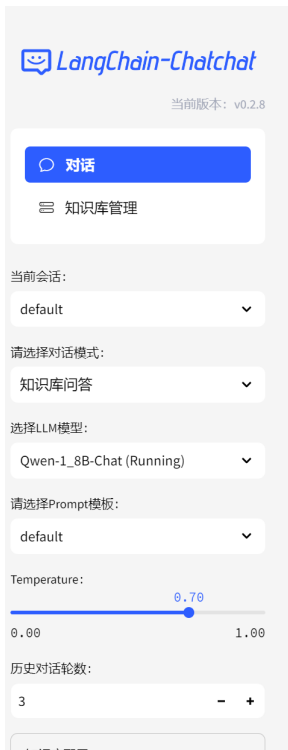 LangChain-Chatchat
当前版本：v0.2.8
对话
知识库管理
当前会话：
default
请选择对话模式：
知识库问答
选择LLM模型：
Qwen-1_8B-Chat (Running)
请选择Prompt模板：
default
Temperature：
0.70
0.00 1.00
历史对话轮数：
3 - +